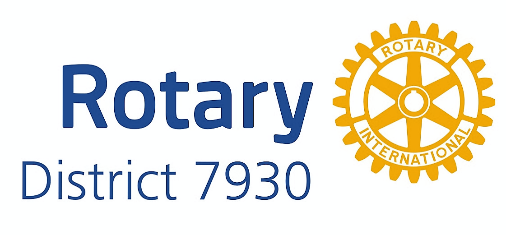 Rotary
District 7930
ROTARY
INTERNATIONAL